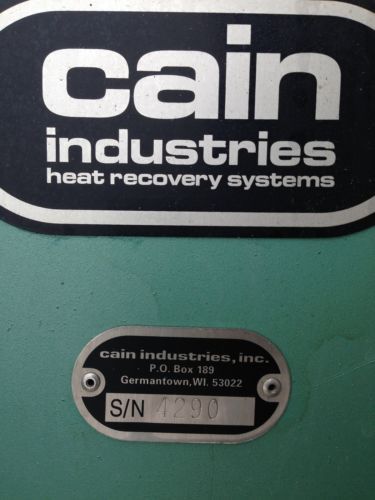 cain
industries
heat recovery systems
cain industries, inc.
P.O. Box 189
Germantown, WI. 53022
S/N 4290